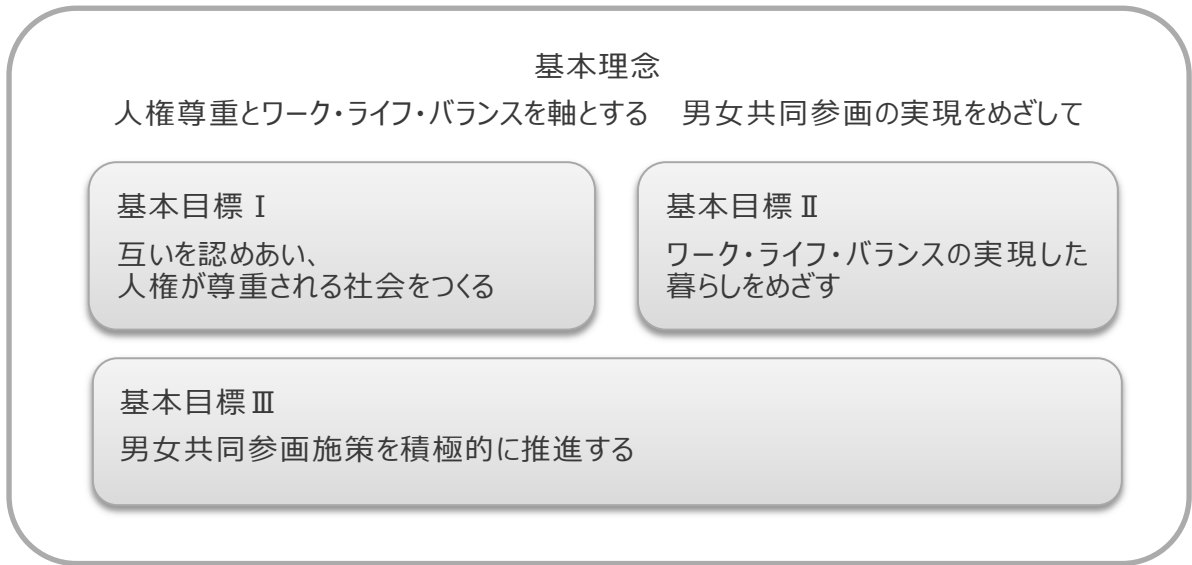 基本理念
人権尊重とワーク・ライフ・バランスを軸とする　男女共同参画の実現をめざして
基本目標Ⅰ
互いを認めあい、
人権が尊重される社会をつくる
基本目標Ⅱ
ワーク・ライフ・バランスの実現した
暮らしをめざす
基本目標Ⅲ
男女共同参画施策を積極的に推進する